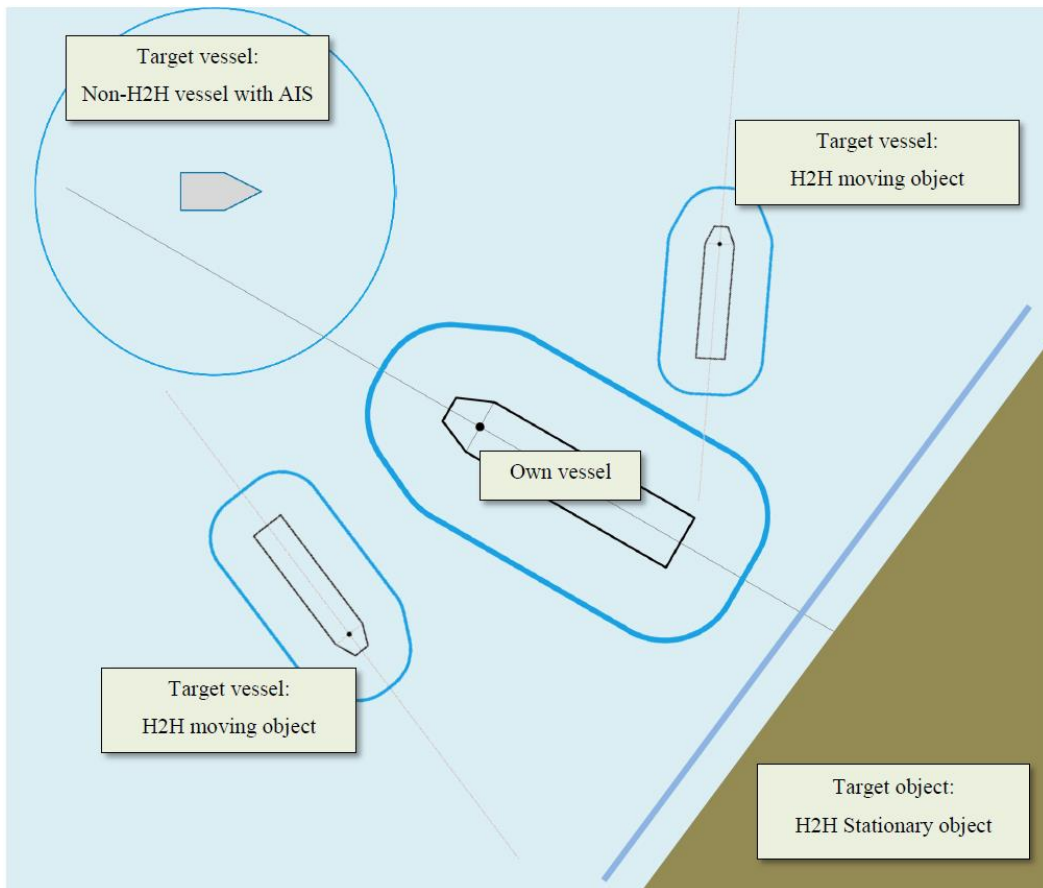 Target vessel:
Non-H2H vessel with AIS
Target vessel:
H2H moving object
Own vessel
Target vessel:
H2H moving object
Target object:
H2H Stationary object